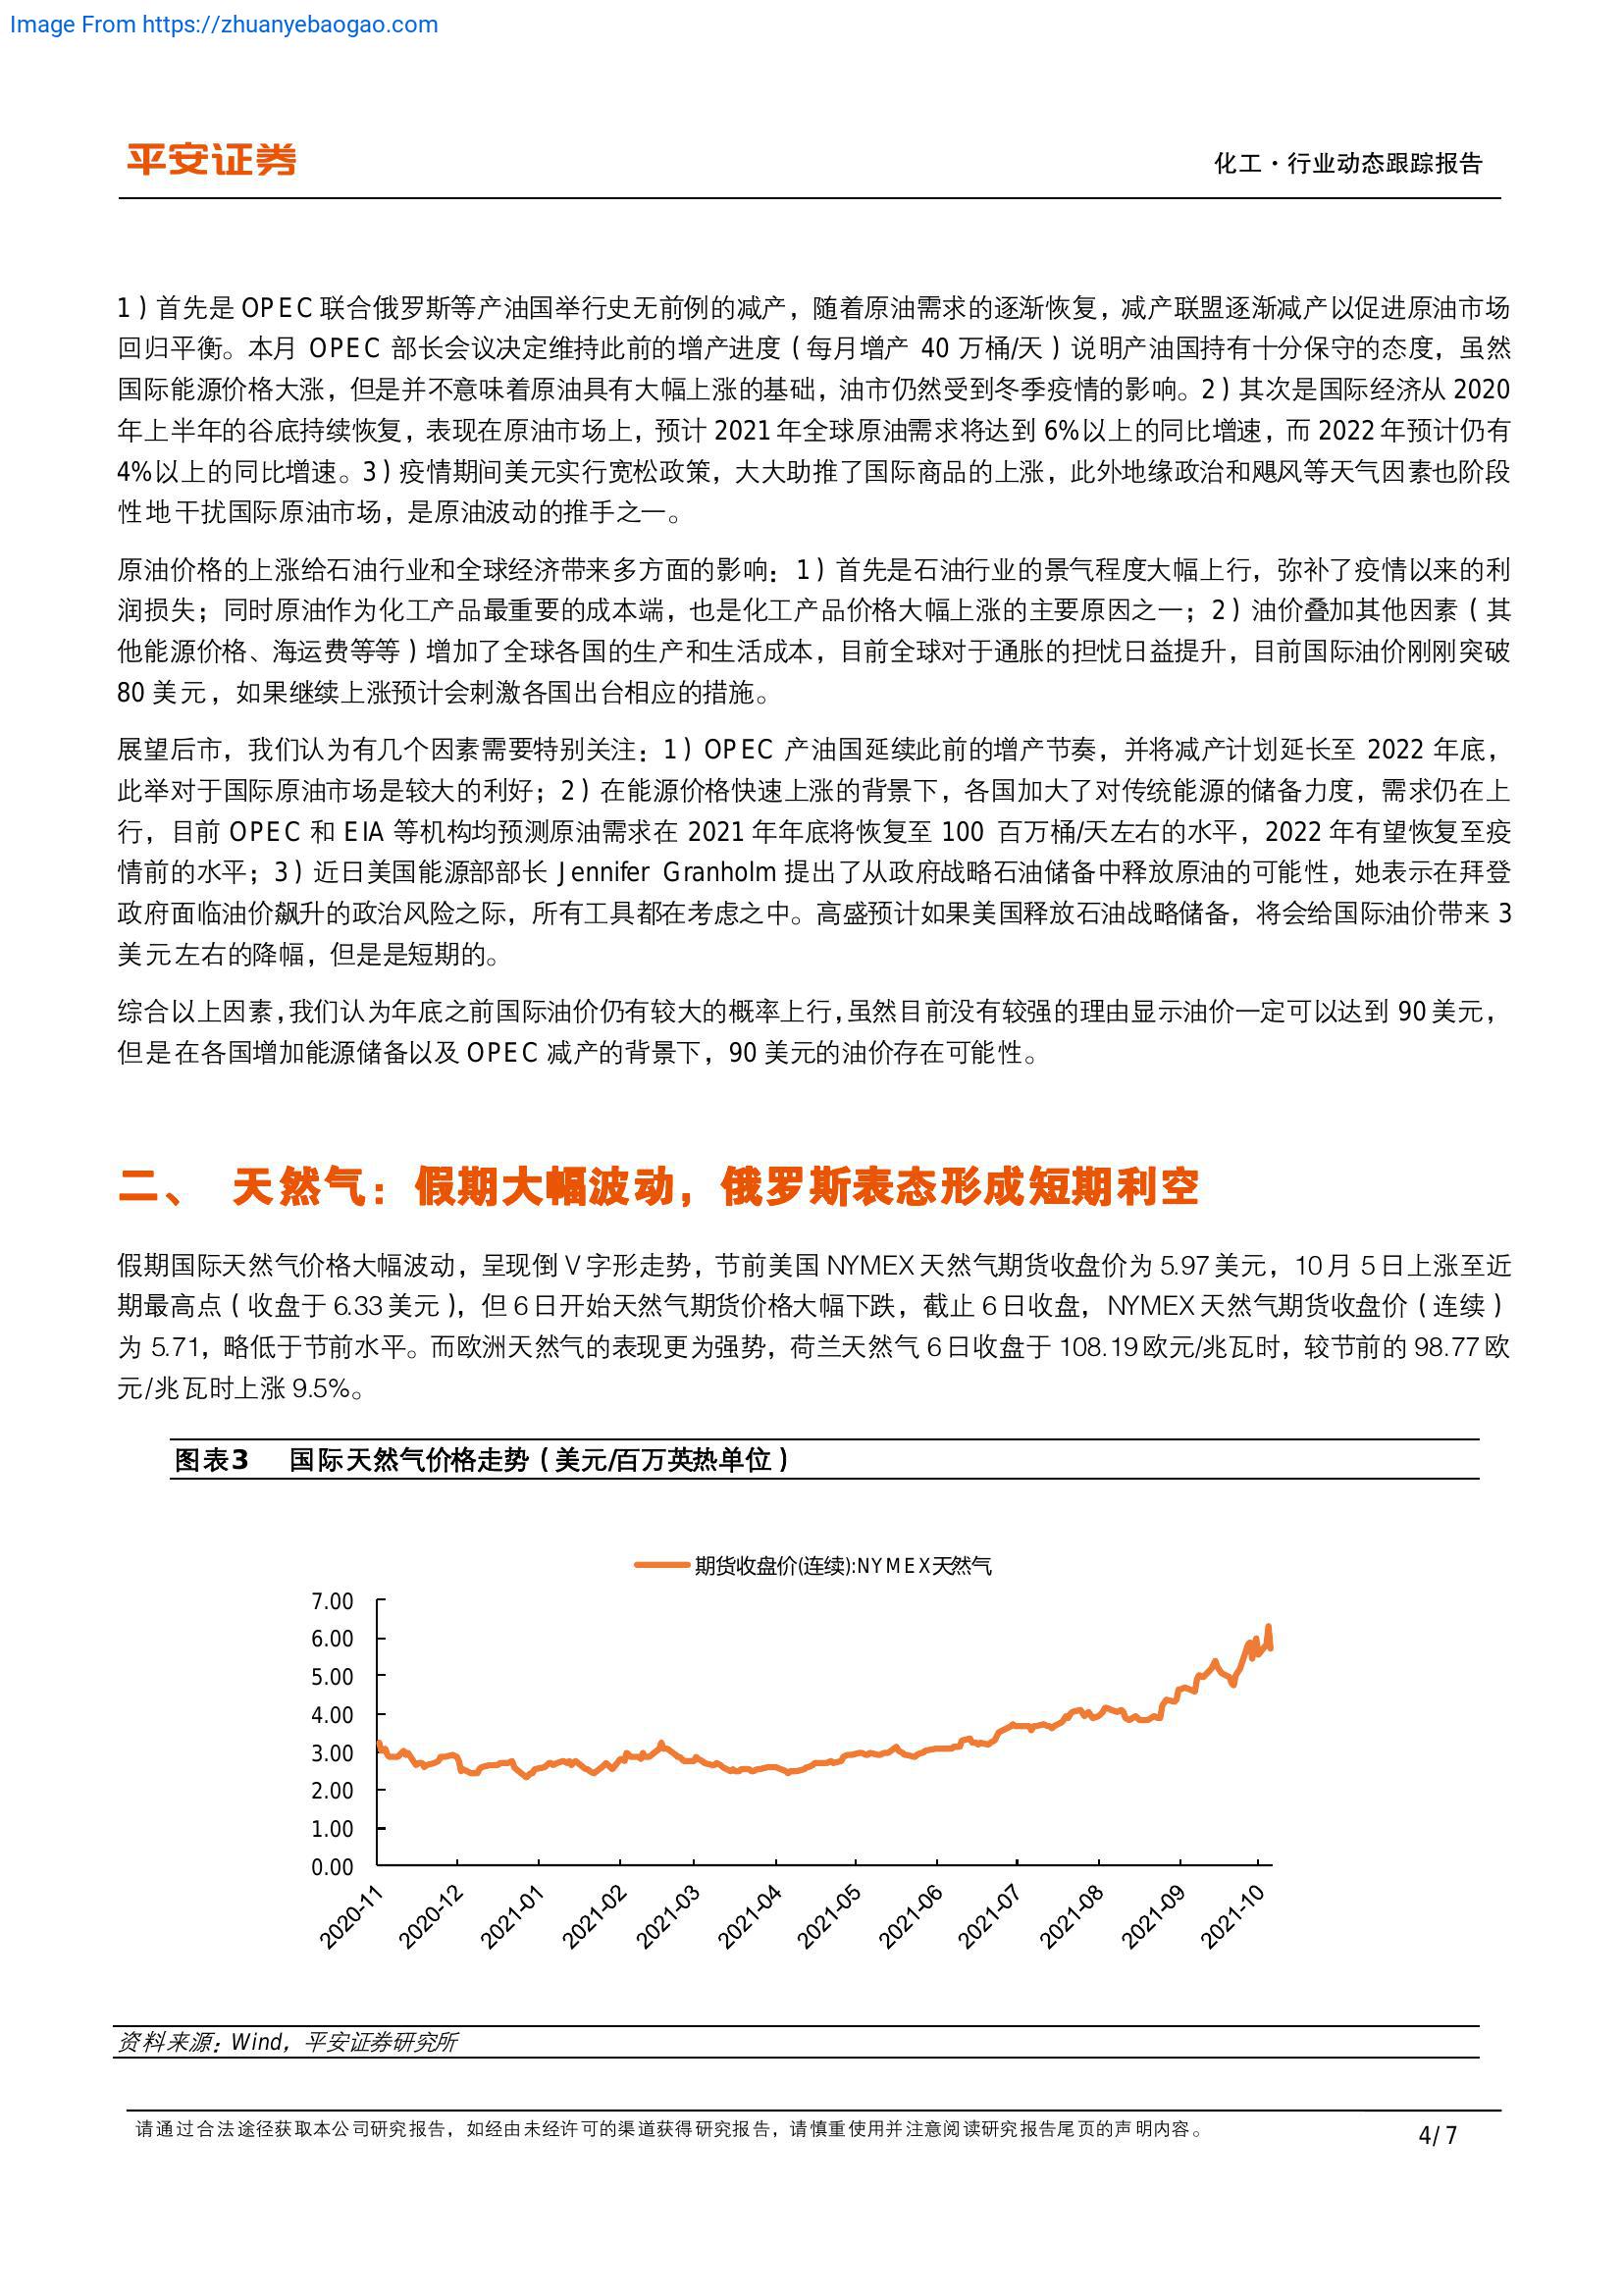 Image From https://zhuanyebaogao.com
平安证券
化工·行业动态跟踪报告
1）首先是 OPEC 联合俄罗斯等产油国举行史无前例的减产，随着原油需求的逐渐恢复，减产联盟逐渐减产以促进原油市场
回归平衡。本月 OPEC 部长会议决定维持此前的增产进度（每月增产 40 万桶/天）说明产油国持有十分保守的态度，虽然
国际能源价格大涨，但是并不意味着原油具有大幅上涨的基础，油市仍然受到冬季疫情的影响。2）其次是国际经济从 2020
年上半年的谷底持续恢复，表现在原油市场上，预计 2021 年全球原油需求将达到 6%以上的同比增速，而 2022 年预计仍有
4%以上的同比增速。3）疫情期间美元实行宽松政策，大大助推了国际商品的上涨，此外地缘政治和飓风等天气因素也阶段
性地干扰国际原油市场，是原油波动的推手之一。
原油价格的上涨给石油行业和全球经济带来多方面的影响：1）首先是石油行业的景气程度大幅上行，弥补了疫情以来的利
润损失；同时原油作为化工产品最重要的成本端，也是化工产品价格大幅上涨的主要原因之一；2）油价叠加其他因素（其
他能源价格、海运费等等）增加了全球各国的生产和生活成本，目前全球对于通胀的担忧日益提升，目前国际油价刚刚突破
80 美元，如果继续上涨预计会刺激各国出台相应的措施。
展望后市，我们认为有几个因素需要特别关注：1）OPEC 产油国延续此前的增产节奏，并将减产计划延长至 2022 年底，
此举对于国际原油市场是较大的利好；2）在能源价格快速上涨的背景下，各国加大了对传统能源的储备力度，需求仍在上
行，目前 OPEC 和 EIA 等机构均预测原油需求在 2021 年年底将恢复至 100 百万桶/天左右的水平，2022 年有望恢复至疫
情前的水平；3）近日美国能源部部长 Jennifer Granholm 提出了从政府战略石油储备中释放原油的可能性，她表示在拜登
政府面临油价飙升的政治风险之际，所有工具都在考虑之中。高盛预计如果美国释放石油战略储备，将会给国际油价带来 3
美元左右的降幅，但是是短期的。
综合以上因素，我们认为年底之前国际油价仍有较大的概率上行，虽然目前没有较强的理由显示油价一定可以达到 90 美元，
但是在各国增加能源储备以及 OPEC 减产的背景下，90 美元的油价存在可能性。
二、 天然气：假期大幅波动，俄罗斯表态形成短期利空
假期国际天然气价格大幅波动，呈现倒 V 字形走势，节前美国 NYMEX 天然气期货收盘价为 5.97 美元，10 月 5 日上涨至近
期最高点（收盘于 6.33 美元），但 6 日开始天然气期货价格大幅下跌，截止 6 日收盘，NYMEX 天然气期货收盘价（连续）
为 5.71，略低于节前水平。而欧洲天然气的表现更为强势，荷兰天然气 6 日收盘于 108.19 欧元/兆瓦时，较节前的 98.77 欧
元/兆瓦时上涨 9.5%。
图表3 国际天然气价格走势（美元/百万英热单位）
期货收盘价(连续):NYMEX天然气
7.00
6.00
5.00
4.00
3.00
2.00
1.00
0.00
2020-11
2020-12
2021-01
2021-02
2021-03
2021-04
2021-05
2021-06
2021-07
2021-08
2021-09
2021-10
资料来源：Wind，平安证券研究所
请通过合法途径获取本公司研究报告，如经由未经许可的渠道获得研究报告，请慎重使用并注意阅读研究报告尾页的声明内容。
4/ 7